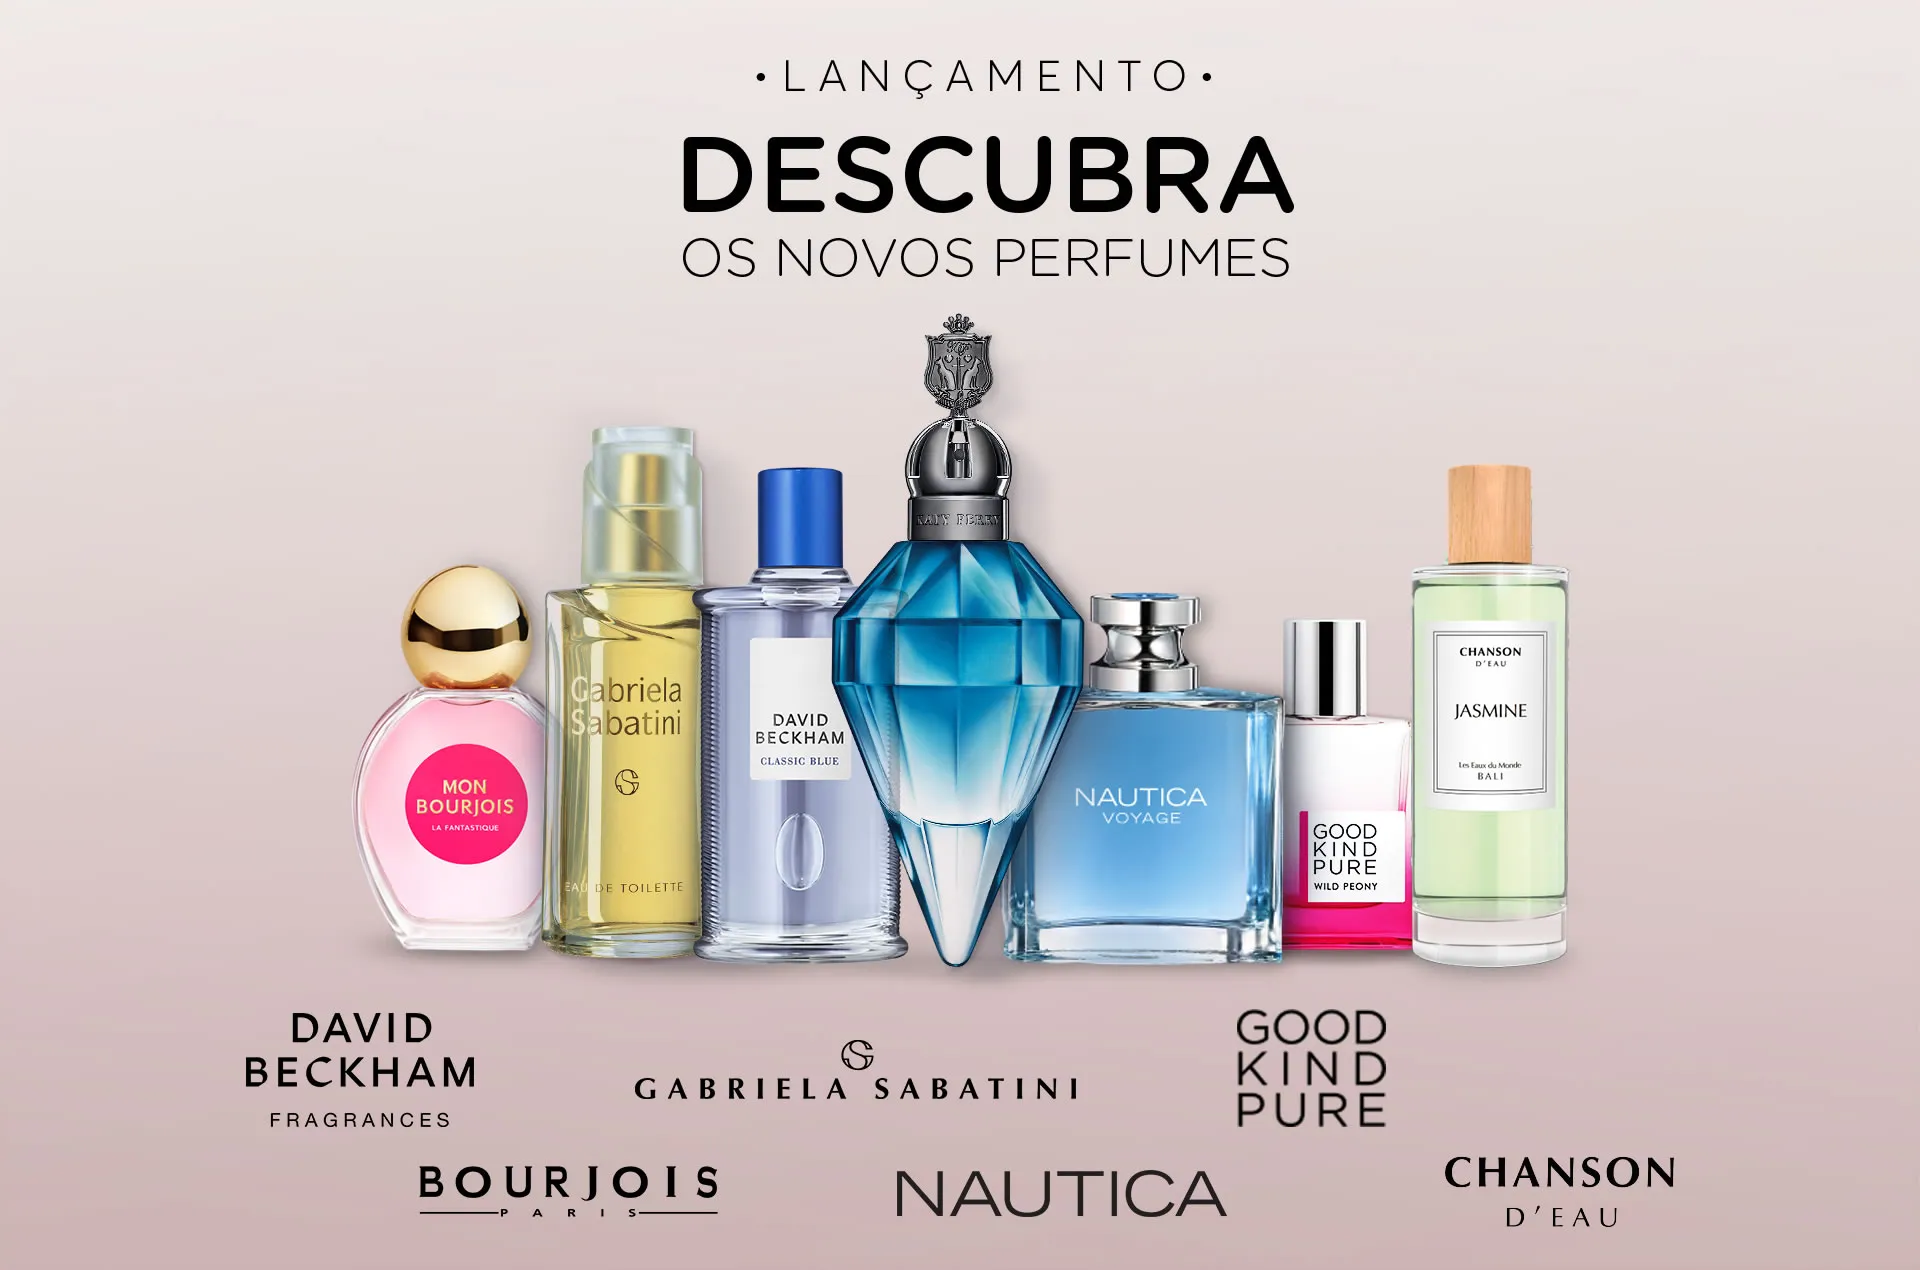 • LANÇAMENTO •
DESCUBRA
OS NOVOS PERFUMES
KATY PERRY
MON
BOURJOIS
LA FANTASTIQUE
Gabriela
Sabatini
EAU DE TOILETTE
DAVID
BECKHAM
CLASSIC BLUE
NAUTICA
VOYAGE
GOOD
KIND
PURE
WILD PEONY
CHANSON
D'EAU
JASMINE
Les Eaux du Monde
BALI
DAVID
BECKHAM
FRAGRANCES
GABRIELA SABATINI
GOOD
KIND
PURE
BOURJOIS
PARIS
NAUTICA
CHANSON
D'EAU